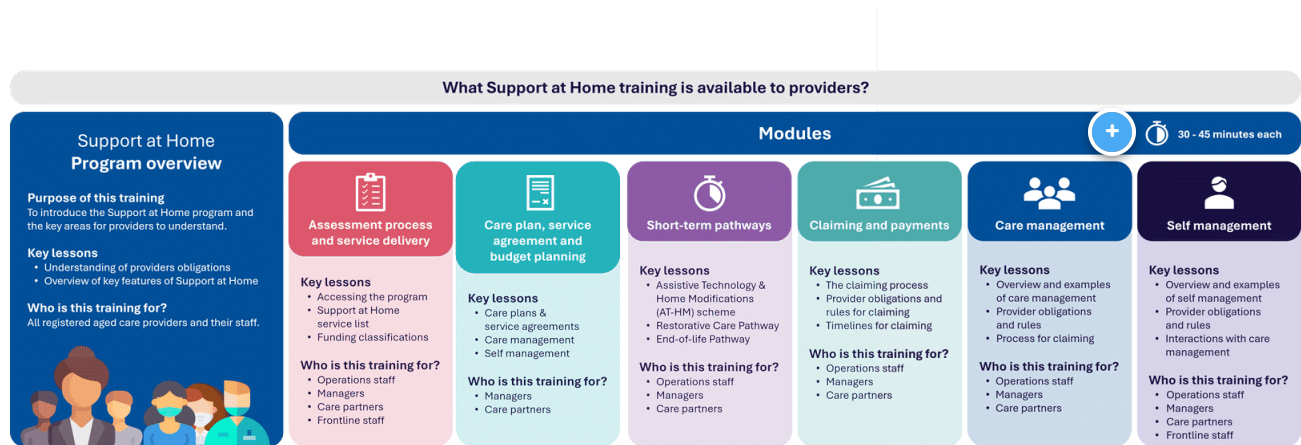 What Support at Home training is available to providers?
Support at Home
Program overview
Purpose of this training
To introduce the Support at Home program and
the key areas for providers to understand.
Key lessons
• Understanding of providers obligations
• Overview of key features of Support at Home
Who is this training for?
All registered aged care providers and their staff.
Modules
+
30 - 45 minutes each
Assessment process
and service delivery
Key lessons
• Accessing the program
• Support at Home
service list
• Funding classifications
Who is this training for?
• Operations staff
• Managers
• Care partners
• Frontline staff
Care plan, service
agreement and
budget planning
Key lessons
• Care plans &
service agreements
• Care management
• Self management
Who is this training for?
• Managers
• Care partners
Short-term pathways
Key lessons
• Assistive Technology &
Home Modifications
(AT-HM) scheme
• Restorative Care Pathway
• End-of-life Pathway
Who is this training for?
• Operations staff
• Managers
• Care partners
Claiming and payments
Key lessons
• The claiming process
• Provider obligations and
rules for claiming
• Timelines for claiming
Who is this training for?
• Operations staff
• Managers
• Care partners
Care management
Key lessons
• Overview and examples
of care management
• Provider obligations
and rules
• Process for claiming
Who is this training for?
• Operations staff
• Managers
• Care partners
Self management
Key lessons
• Overview and examples
of self management
• Provider obligations
and rules
• Interactions with care
management
Who is this training for?
• Operations staff
• Managers
• Care partners
• Frontline staff